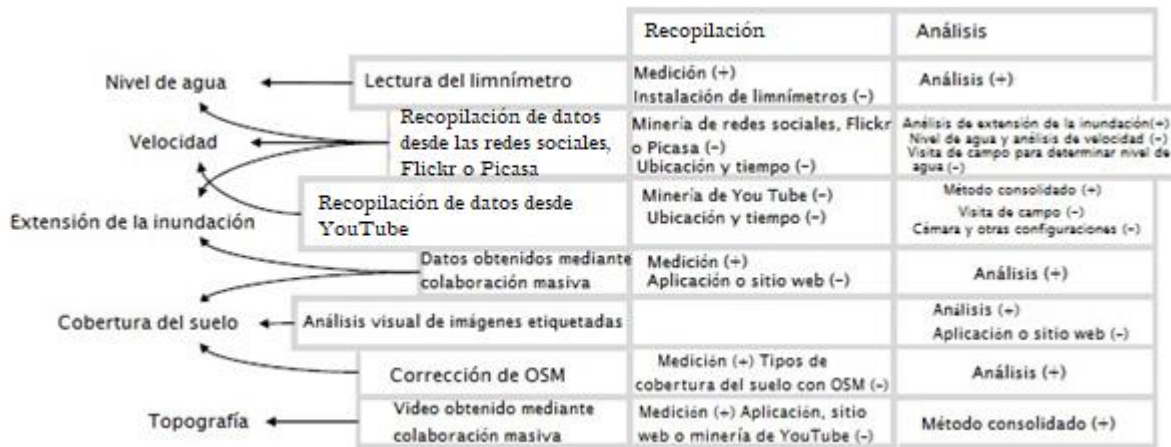 Recopilación
Análisis
Nivel de agua
Lectura del limnímetro
Medición (+)
Instalación de limnímetros (-)
Análisis (+)
Velocidad
Recopilación de datos
desde las redes sociales,
Flickr o Picasa
Minería de redes sociales, Flickr
o Picasa (-)
Ubicación y tiempo (-)
Análisis de extensión de la inundación(+)
Nivel de agua y análisis de velocidad (-)
Visita de campo para determinar nivel de
agua (-)
Extensión de la inundación
Recopilación de datos desde
YouTube
Minería de You Tube (-)
Ubicación y tiempo (-)
Método consolidado (+)
Visita de campo (-)
Cámara y otras configuraciones (-)
Datos obtenidos mediante
colaboración masiva
Medición (+)
Aplicación o sitio web (-)
Análisis (+)
Cobertura del suelo
Análisis visual de imágenes etiquetadas
Análisis (+)
Aplicación o sitio web (-)
Corrección de OSM
Medición (+) Tipos de
cobertura del suelo con OSM (-)
Análisis (+)
Topografía
Video obtenido mediante
colaboración masiva
Medición (+) Aplicación, sitio
web o minería de YouTube (-)
Método consolidado (+)